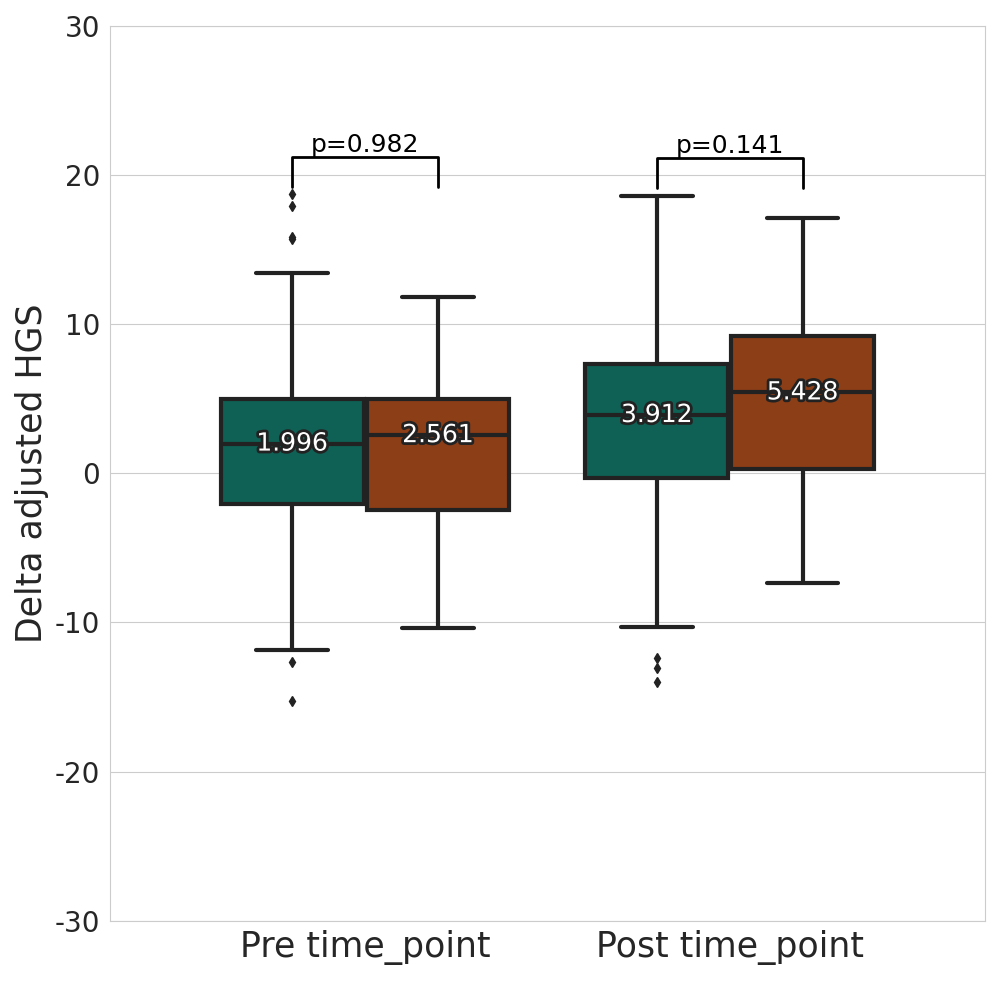 30
20
10
0
-10
-20
-30
Delta adjusted HGS
p=0.982
p=0.141
1.996
2.561
3.912
5.428
Pre time_point
Post time_point